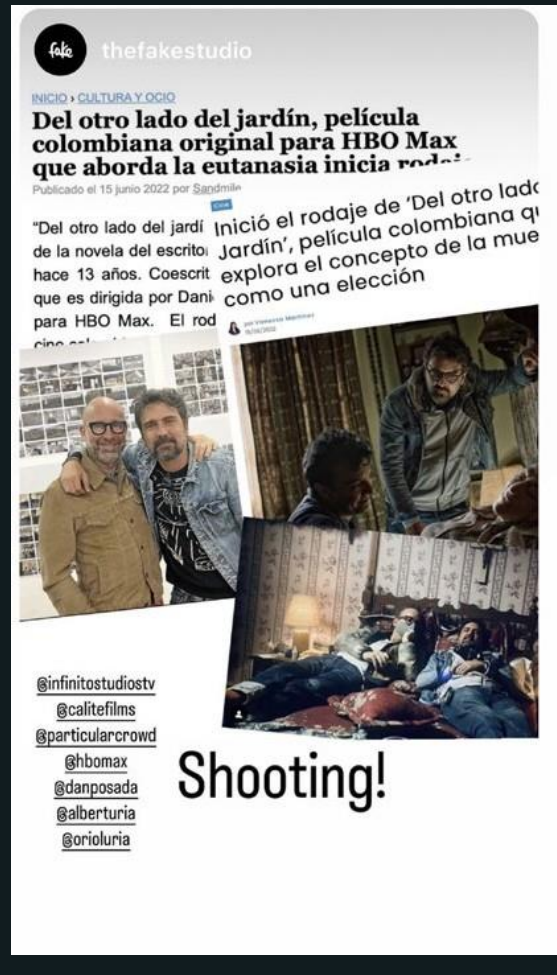 fake
thefakestudio
INICIO › CULTURA Y OCIO
Del otro lado del jardín, película
colombiana original para HBO Max
que aborda la eutanasia inicia
Publicado el 15 junio 2022 por Sandmile
Cine
"Del otro lado del jardí
de la novela del escrito
hace 13 años. Coescrit
que es dirigida por Dani
para HBO Max. El rod
Inició el rodaje de 'Del otro lado
Jardín', película colombiana qu
explora el concepto de la mue
como una elección
@infinitostudiostv
@calitefilms
@particularcrowd
@hbomax
@danposada
@alberturia
@orioluria
Shooting!